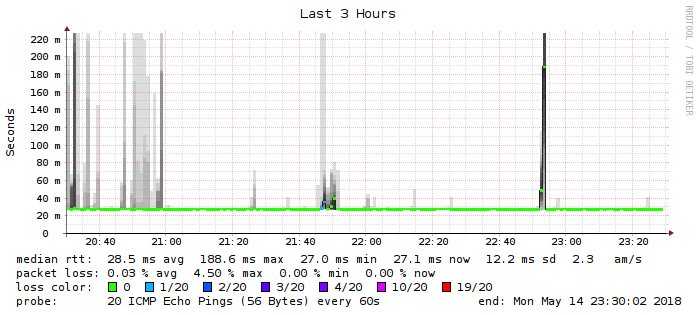 Last 3 Hours
RRDTOOL / TOBI OETIKER
Seconds
220 m
200 m
180 m
160 m
140 m
120 m
100 m
80 m
60 m
40 m
20 m
0
20:40 21:00 21:20 21:40 22:00 22:20 22:40 23:00 23:20
median rtt: 28.5 ms avg 188.6 ms max 27.0 ms min 27.1 ms now 12.2 ms sd 2.3 am/s
packet loss: 0.03 % avg 4.50 % max 0.00 % min 0.00 % now
loss color: 0 1/20 2/20 3/20 4/20 10/20 19/20
probe: 20 ICMP Echo Pings (56 Bytes) every 60s end: Mon May 14 23:30:02 2018